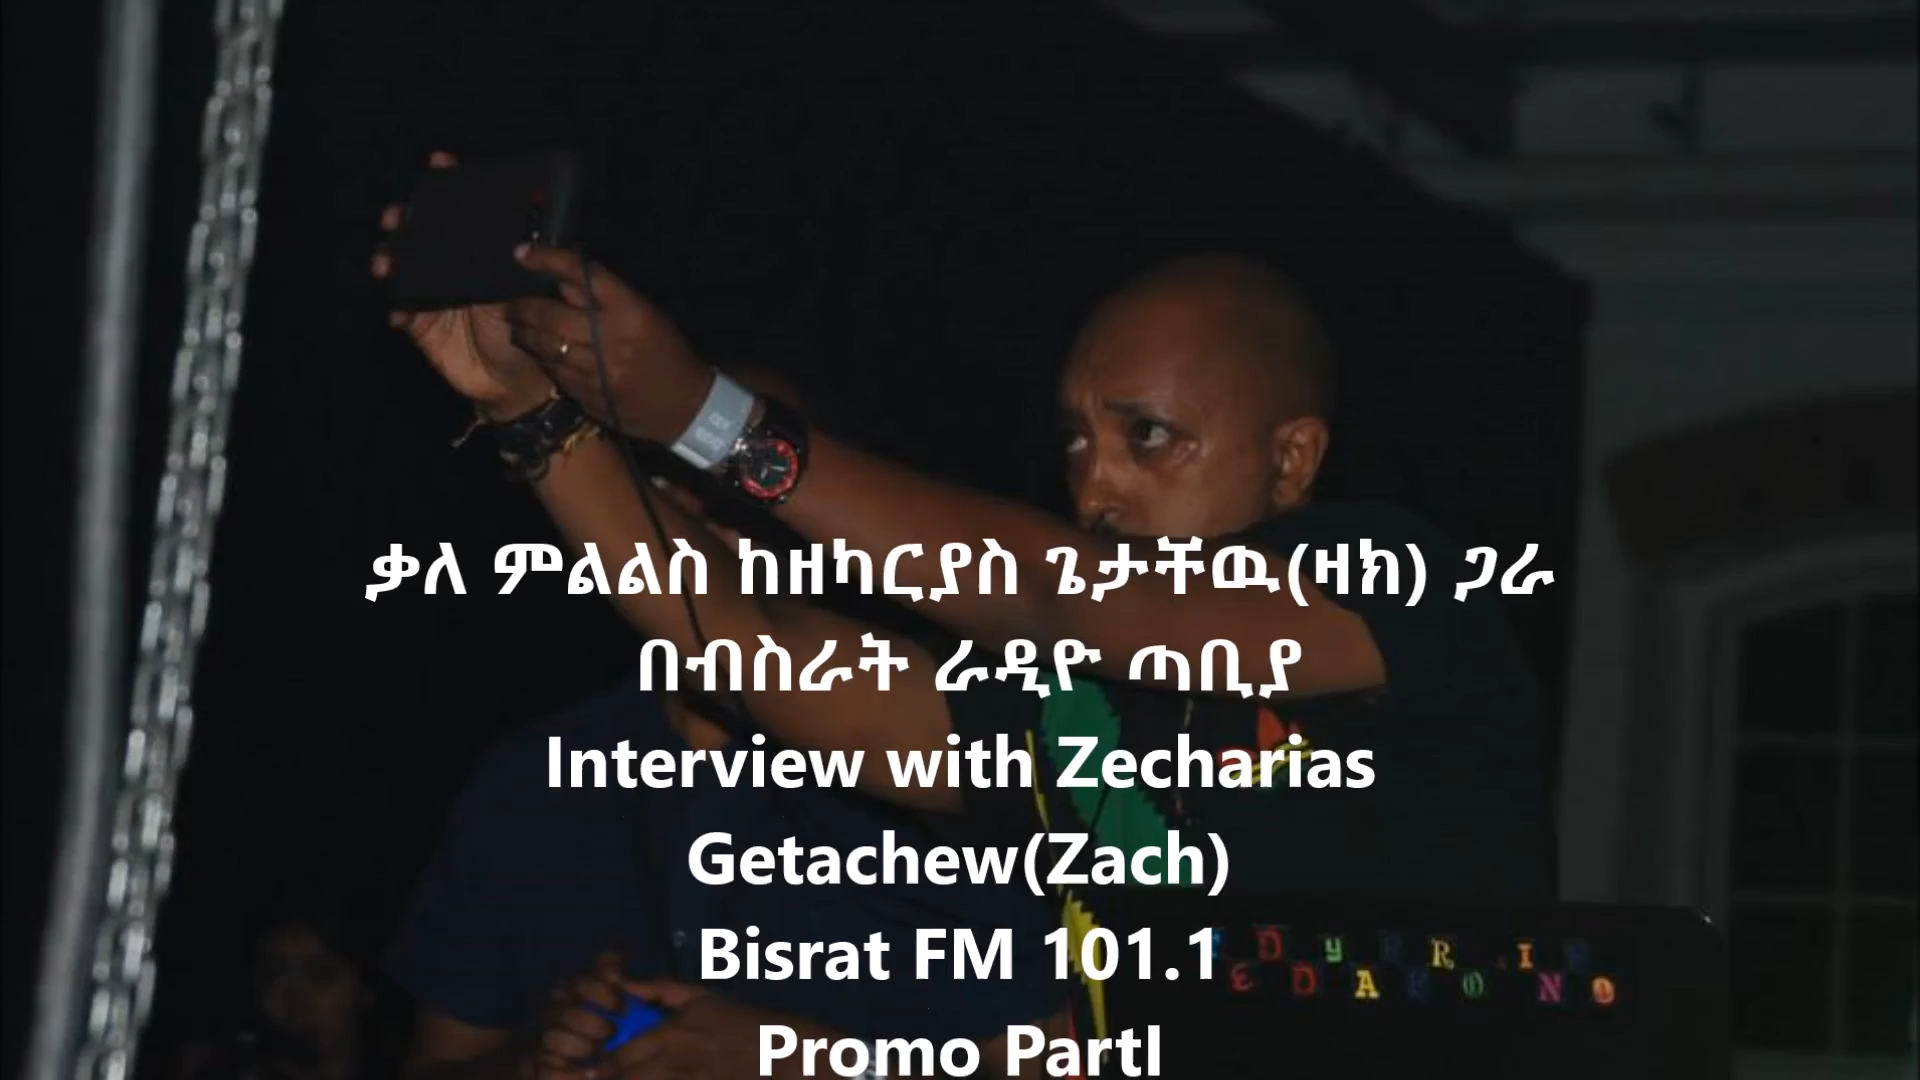 ቃለ ምልልስ ከዘካርያስ ጌታቸዉ(ዛክ) ጋራ
በብስራት ራዲዮ ጣቢያ
Interview with Zecharias
Getachew(Zach)
Bisrat FM 101.1
Promo PartI